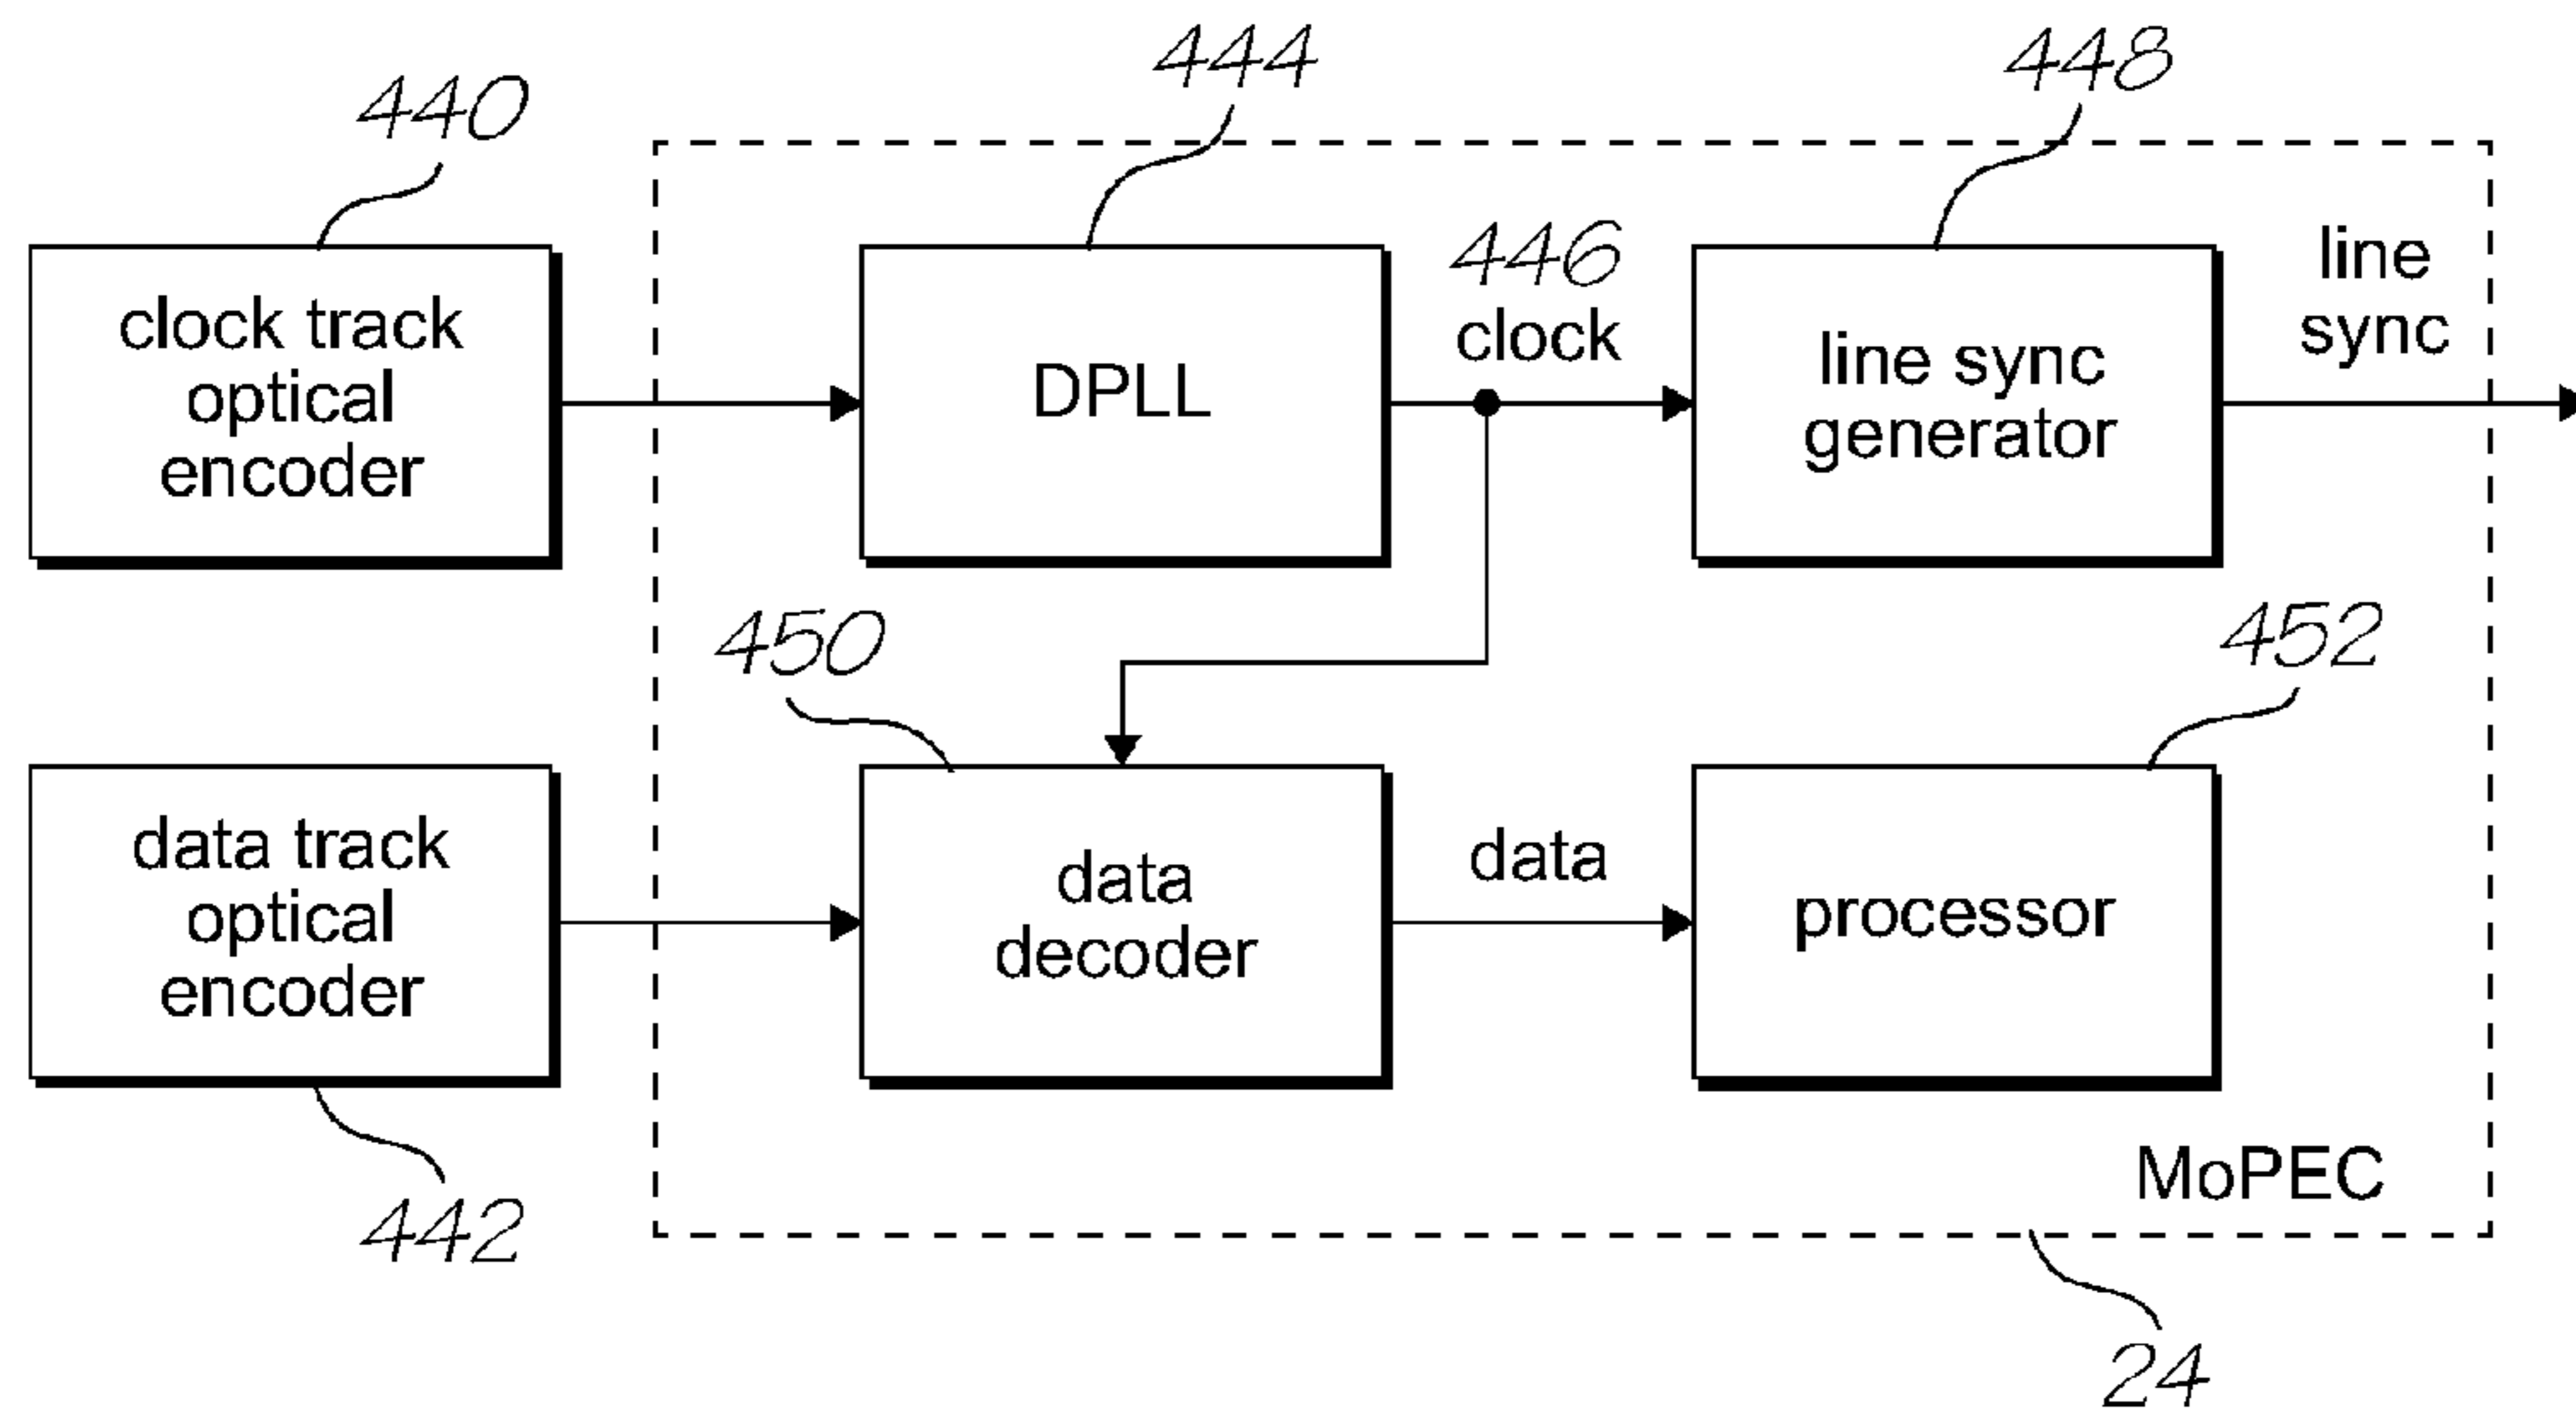 440
444
448
clock track
optical
encoder
DPLL
446
clock
line sync
generator
line
sync
450
452
data track
optical
encoder
data
decoder
data
processor
MoPEC
442
24